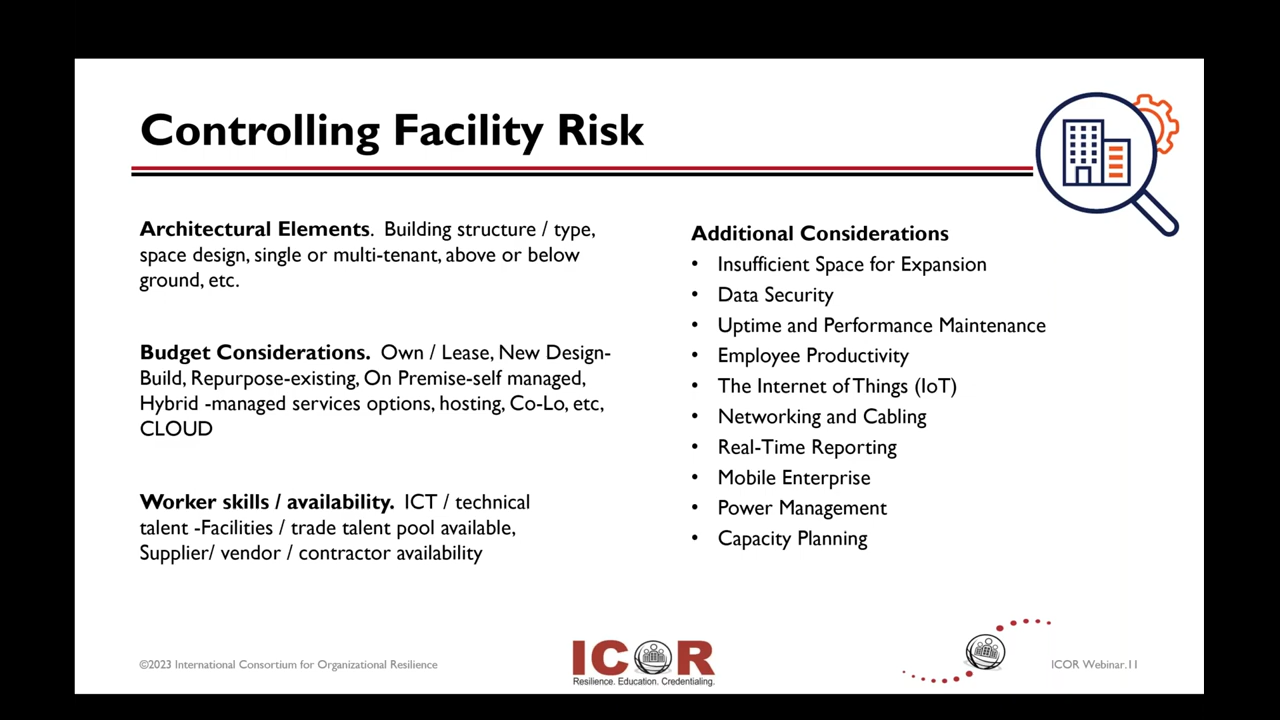 Controlling Facility Risk
Architectural Elements. Building structure / type,
space design, single or multi-tenant, above or below
ground, etc.
Budget Considerations. Own / Lease, New Design-
Build, Repurpose-existing, On Premise-self managed,
Hybrid -managed services options, hosting, Co-Lo, etc,
CLOUD
Worker skills / availability. ICT / technical
talent -Facilities / trade talent pool available,
Supplier/ vendor / contractor availability
Additional Considerations
• Insufficient Space for Expansion
• Data Security
• Uptime and Performance Maintenance
• Employee Productivity
• The Internet of Things (IoT)
• Networking and Cabling
• Real-Time Reporting
• Mobile Enterprise
• Power Management
• Capacity Planning
©2023 International Consortium for Organizational Resilience
ICOR
Resilience. Education. Credentialing.
ICOR Webinar.11